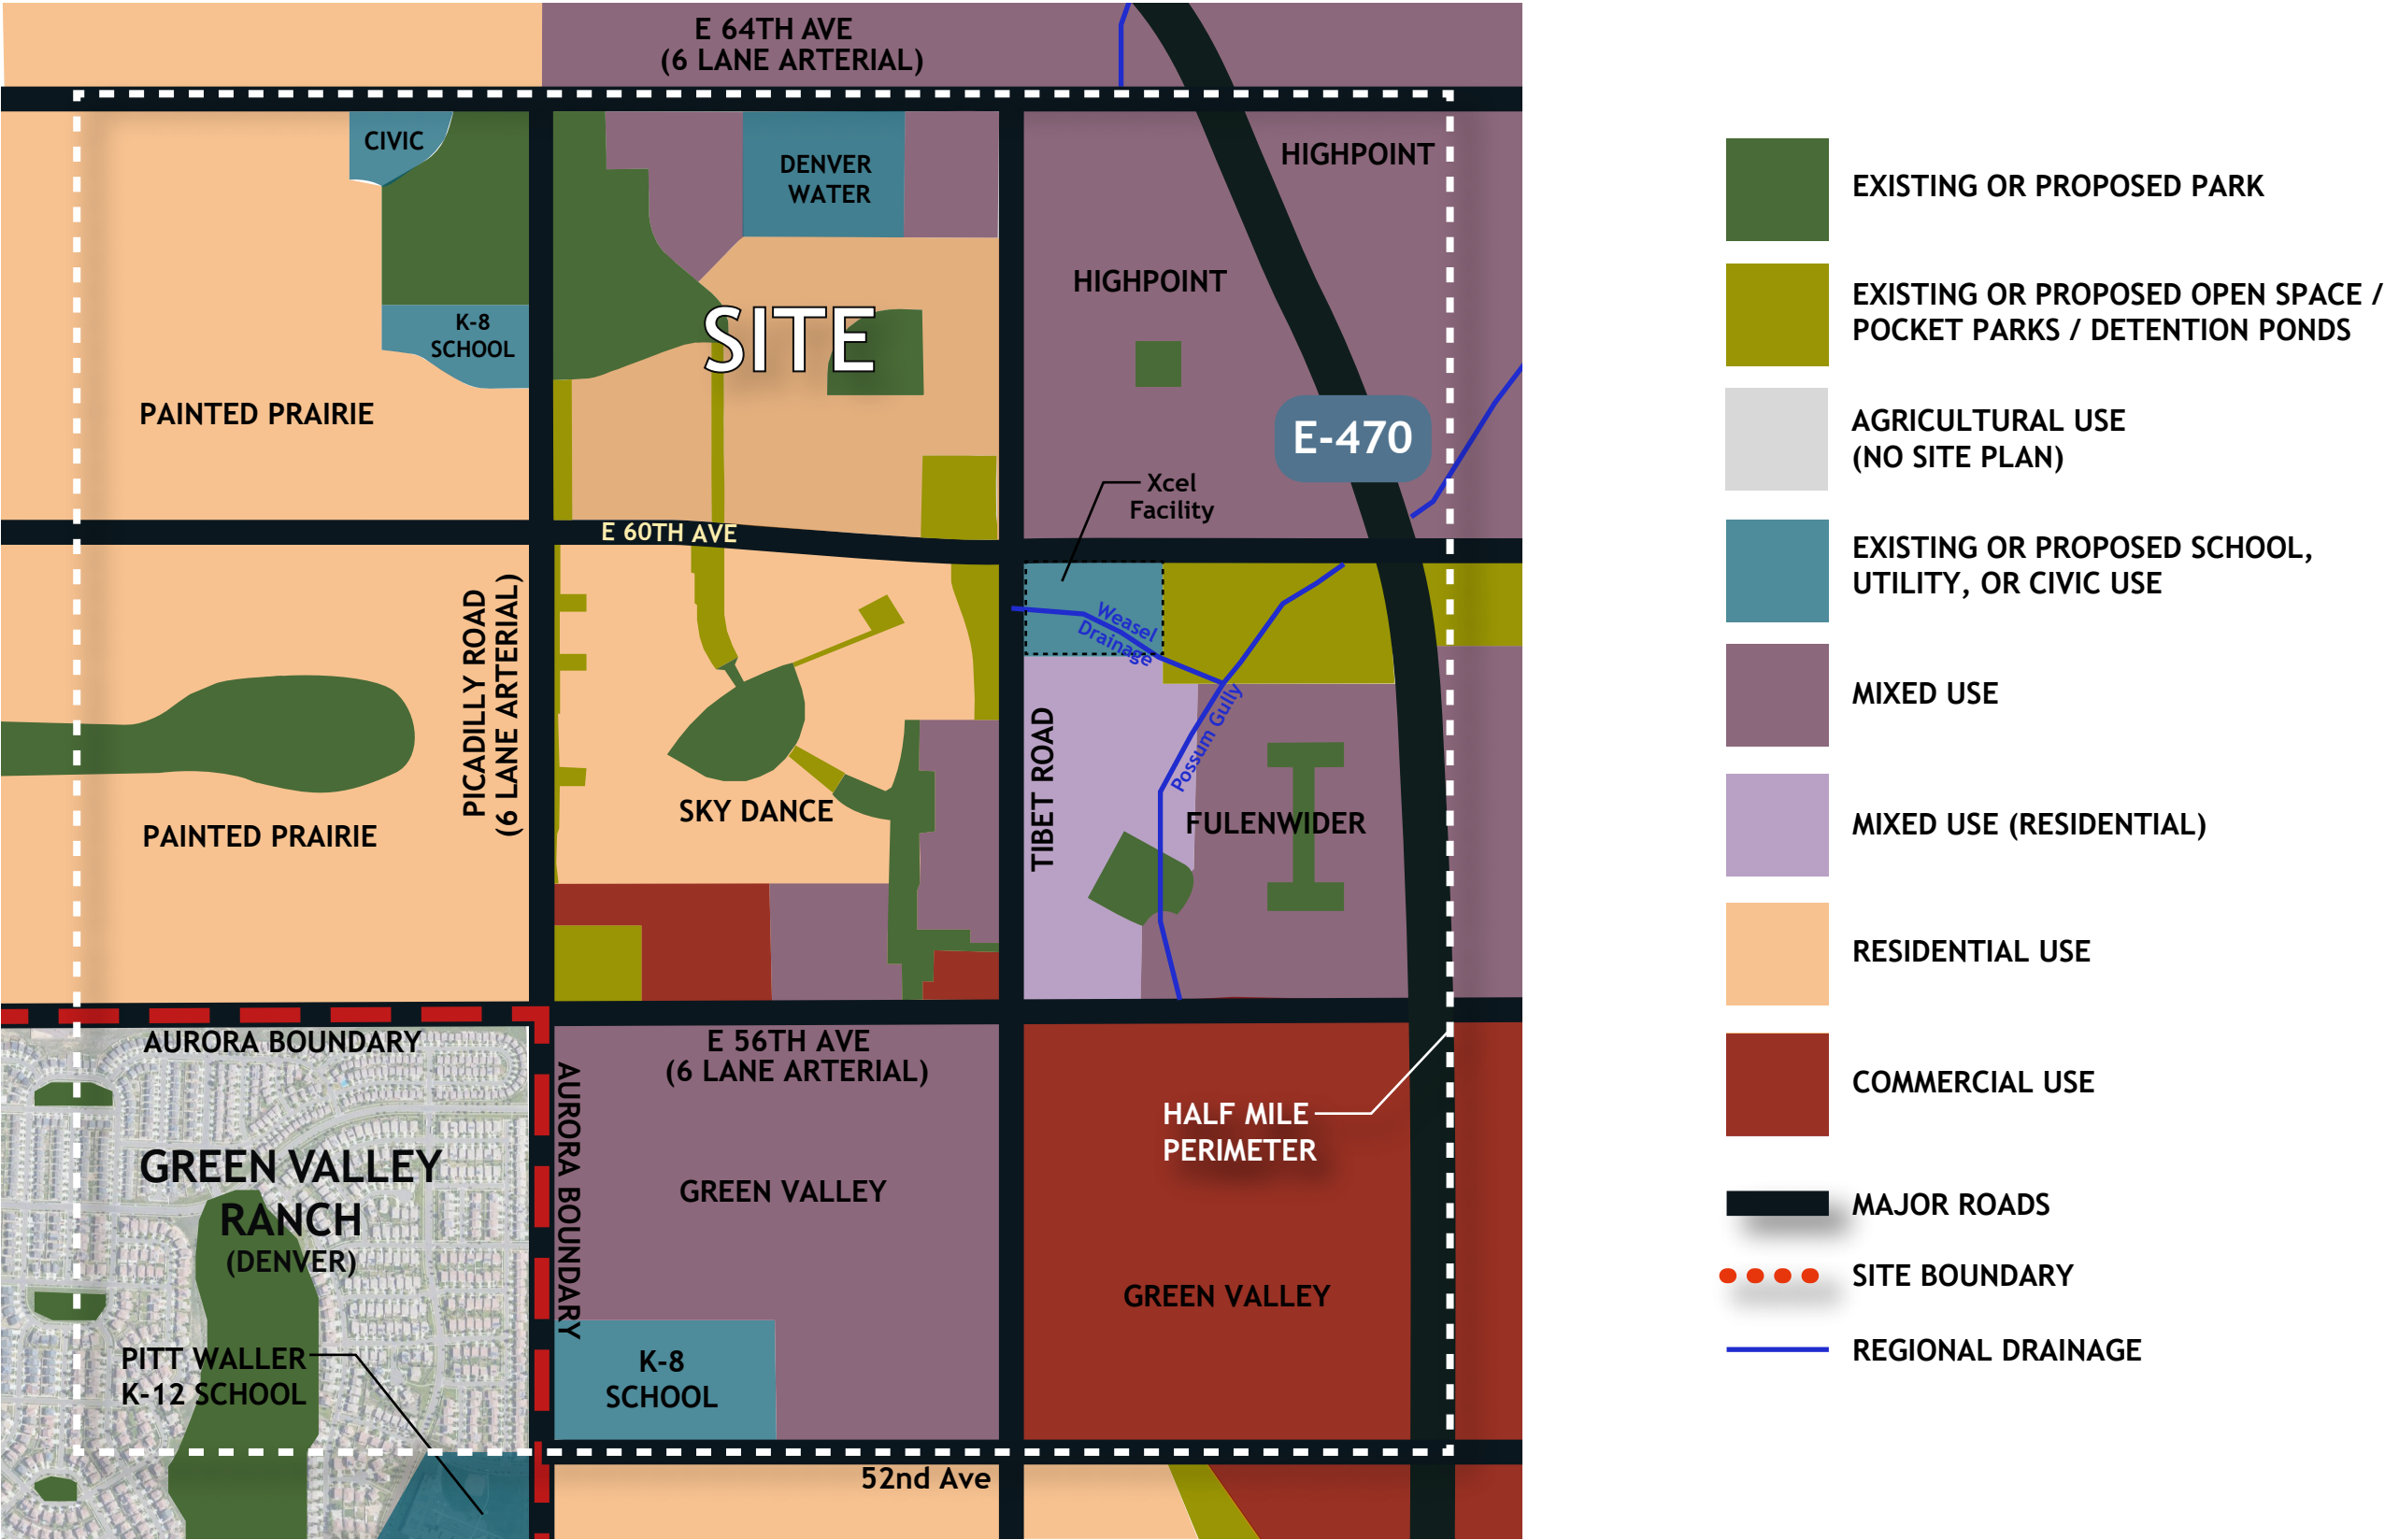 E 64TH AVE
(6 LANE ARTERIAL)
CIVIC
DENVER
WATER
HIGHPOINT
HIGHPOINT
K-8
SCHOOL
SITE
PAINTED PRAIRIE
E-470
Xcel
Facility
E 60TH AVE
PICADILLY ROAD
(6 LANE ARTERIAL)
Weasel
Drainage
Possum Gully
TIBET ROAD
SKY DANCE
FULENWIDER
PAINTED PRAIRIE
AURORA BOUNDARY
AURORA BOUNDARY
E 56TH AVE
(6 LANE ARTERIAL)
HALF MILE
PERIMETER
GREEN VALLEY
RANCH
(DENVER)
GREEN VALLEY
GREEN VALLEY
PITT WALLER
K-12 SCHOOL
K-8
SCHOOL
52nd Ave
EXISTING OR PROPOSED PARK
EXISTING OR PROPOSED OPEN SPACE /
POCKET PARKS / DETENTION PONDS
AGRICULTURAL USE
(NO SITE PLAN)
EXISTING OR PROPOSED SCHOOL,
UTILITY, OR CIVIC USE
MIXED USE
MIXED USE (RESIDENTIAL)
RESIDENTIAL USE
COMMERCIAL USE
MAJOR ROADS
SITE BOUNDARY
REGIONAL DRAINAGE